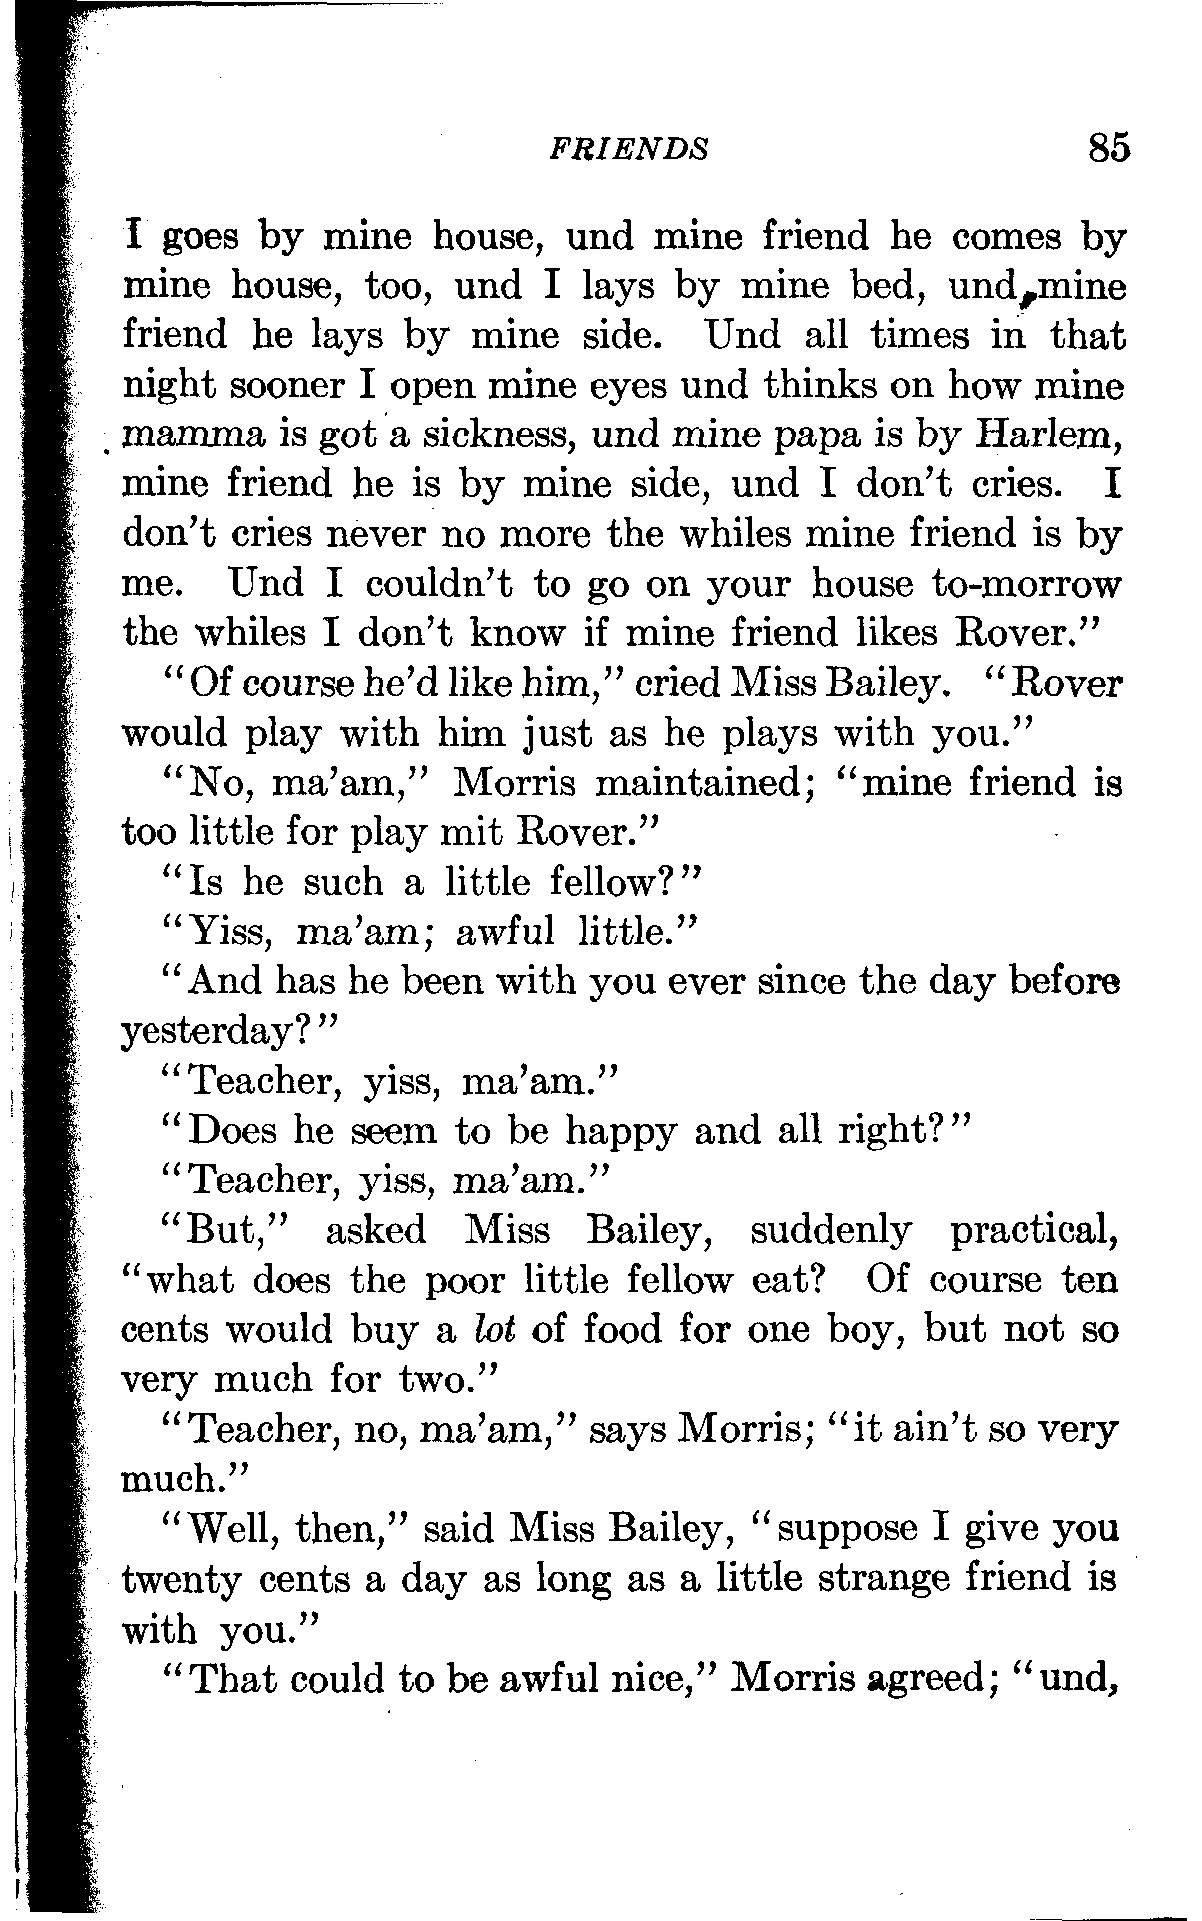 FRIENDS 85
I goes by mine house, und mine friend he comes by
mine house, too, und I lays by mine bed, und mine
friend he lays by mine side. Und all times in that
night sooner I open mine eyes und thinks on how mine
mamma is got a sickness, und mine papa is by Harlem,
mine friend he is by mine side, und I don't cries. I
don't cries never no more the whiles mine friend is by
me. Und I couldn't to go on your house to-morrow
the whiles I don't know if mine friend likes Rover."
"Of course he'd like him," cried Miss Bailey. "Rover
would play with him just as he plays with you."
"No, ma'am," Morris maintained; "mine friend is
too little for play mit Rover."
"Is he such a little fellow?"
"Yiss, ma'am; awful little."
"And has he been with you ever since the day before
yesterday?"
"Teacher, yiss, ma'am."
"Does he seem to be happy and all right?"
"Teacher, yiss, ma'am."
"But," asked Miss Bailey, suddenly practical,
"what does the poor little fellow eat? Of course ten
cents would buy a lot of food for one boy, but not so
very much for two."
"Teacher, no, ma'am," says Morris; "it ain't so very
much."
"Well, then," said Miss Bailey, "suppose I give you
twenty cents a day as long as a little strange friend is
with you."
"That could to be awful nice," Morris agreed; "und,